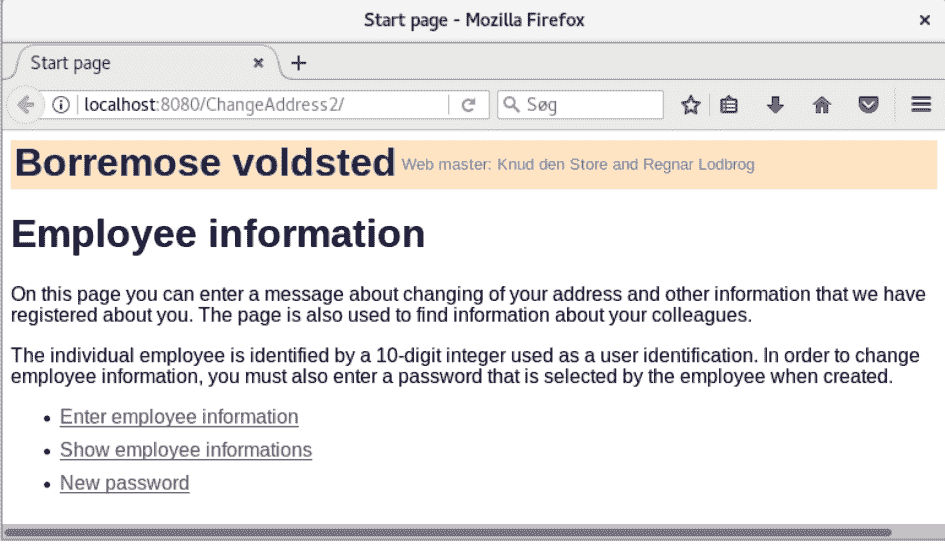 Start page - Mozilla Firefox
Start page
localhost:8080/ChangeAddress2/
Søg
Borremose voldsted Web master: Knud den Store and Regnar Lodbrog
Employee information
On this page you can enter a message about changing of your address and other information that we have
registered about you. The page is also used to find information about your colleagues.
The individual employee is identified by a 10-digit integer used as a user identification. In order to change
employee information, you must also enter a password that is selected by the employee when created.
• Enter employee information
• Show employee informations
• New password